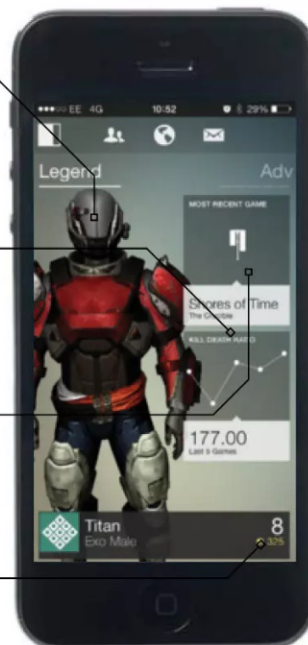 ●●●○○ EE 4G 10:52 29%
Legend Adv
MOST RECENT GAME
Shores of Time
The Crucible
KILL DEATH RATIO
177.00
Last 5 Games
Titan 8
Exo Male 325